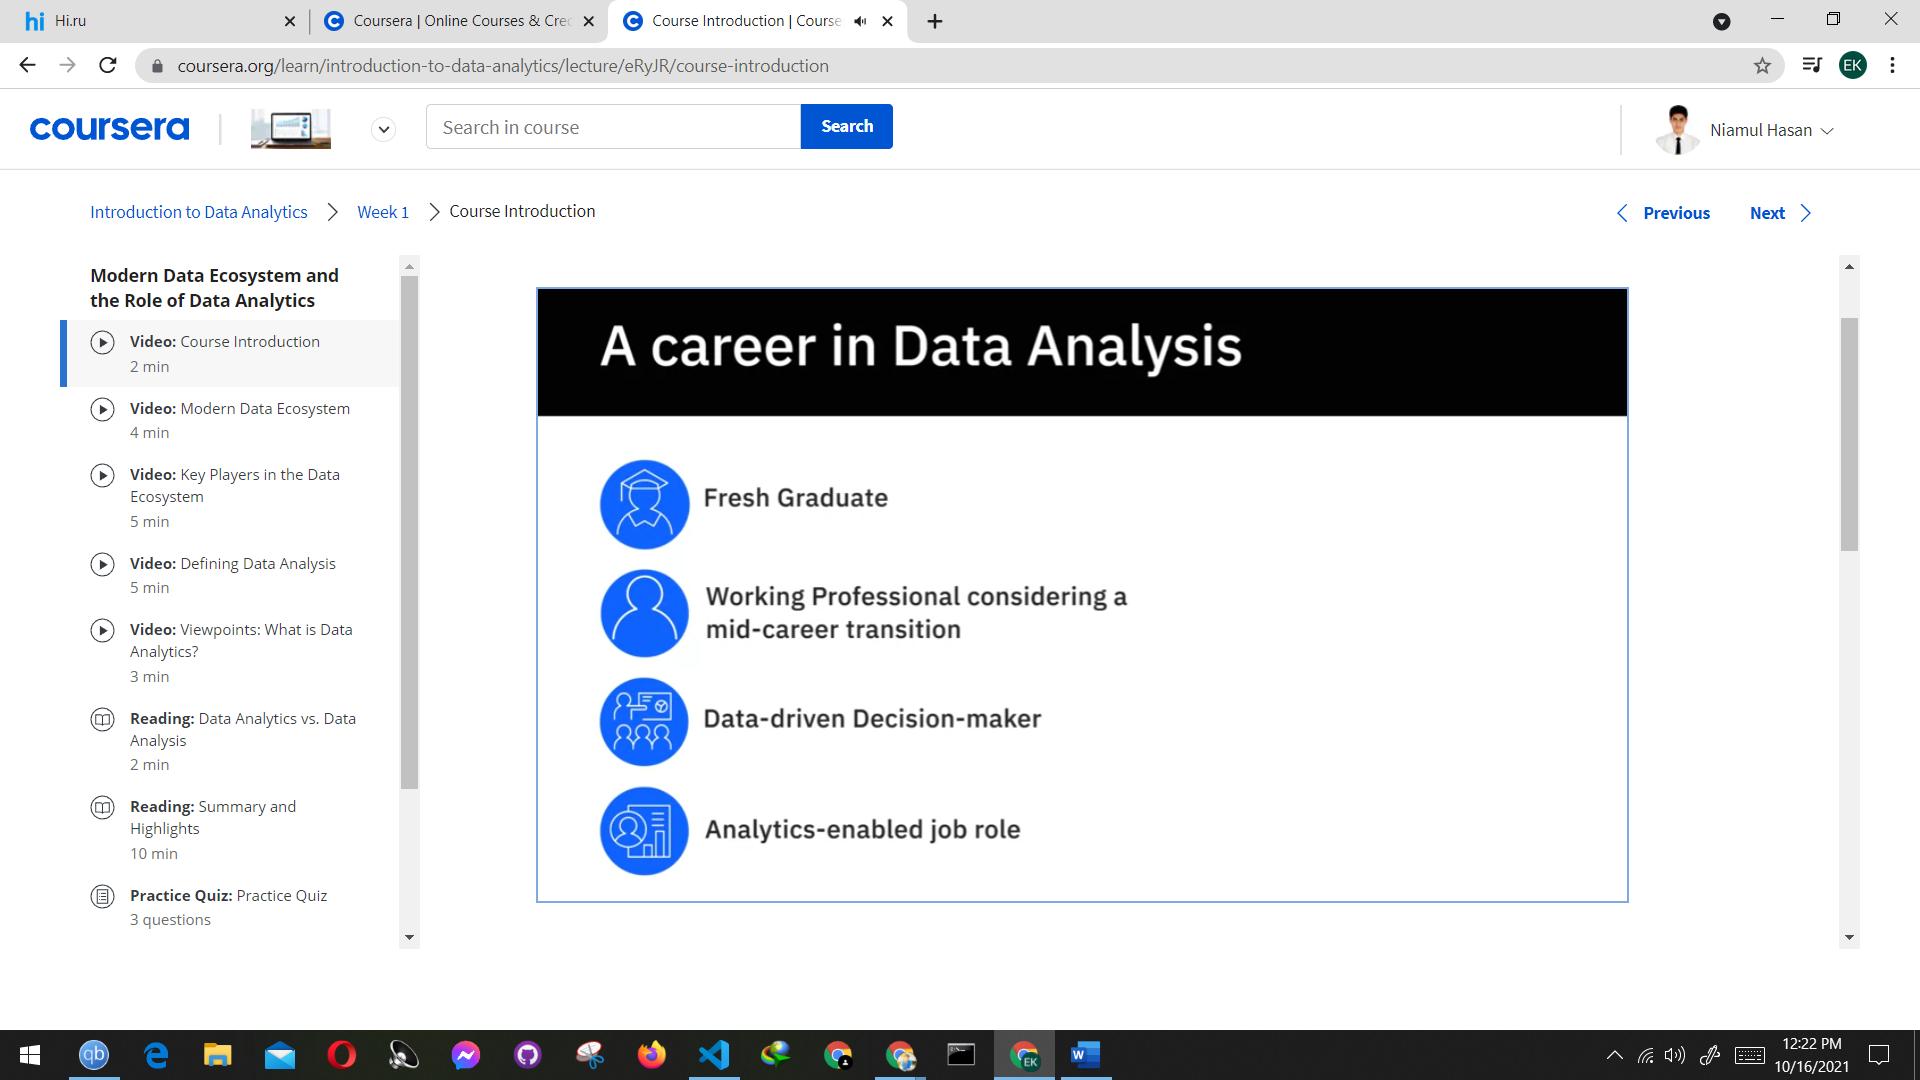 Hi.ru
Coursera | Online Courses & Cre
Course Introduction | Course
coursera.org/learn/introduction-to-data-analytics/lecture/eRyJR/course-introduction
EK
coursera
Search in course
Search
Niamul Hasan
Introduction to Data Analytics
Week 1
Course Introduction
Previous
Next
Modern Data Ecosystem and
the Role of Data Analytics
Video: Course Introduction
2 min
Video: Modern Data Ecosystem
4 min
Video: Key Players in the Data
Ecosystem
5 min
Video: Defining Data Analysis
5 min
Video: Viewpoints: What is Data
Analytics?
3 min
Reading: Data Analytics vs. Data
Analysis
2 min
Reading: Summary and
Highlights
10 min
Practice Quiz: Practice Quiz
3 questions
A career in Data Analysis
Fresh Graduate
Working Professional considering a
mid-career transition
Data-driven Decision-maker
Analytics-enabled job role
12:22 PM
10/16/2021